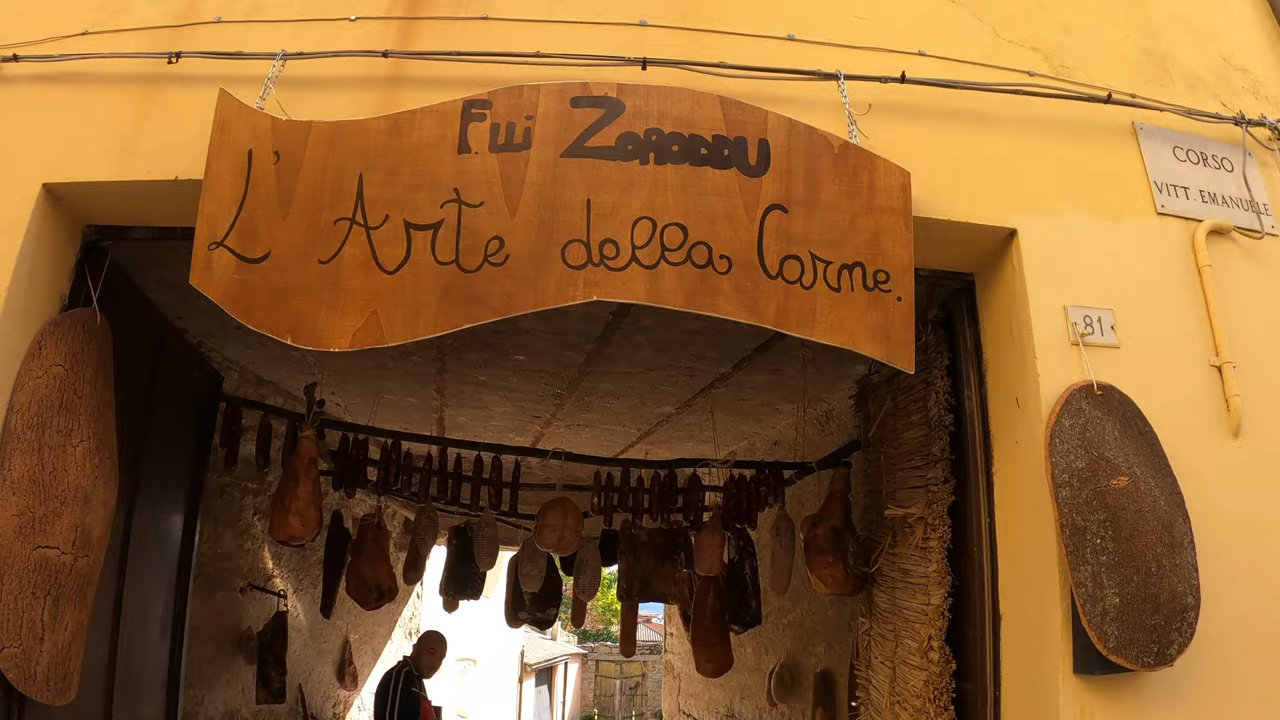 F.lli ZORODDU
L'Arte della Carne.
CORSO
VITT. EMANUELE
81